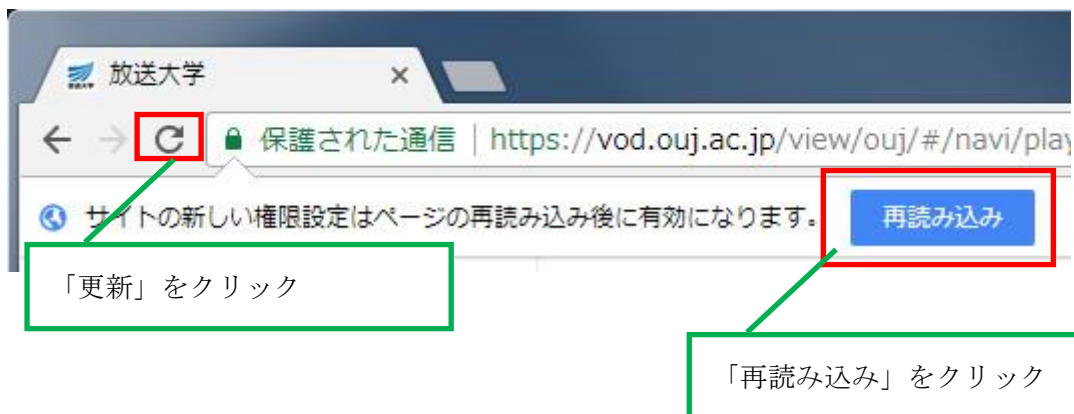 放送大学
保護された通信 | https://vod.ouj.ac.jp/view/ouj/#/navi/play
サイトの新しい権限設定はページの再読み込み後に有効になります。 再読み込み
「更新」をクリック
「再読み込み」をクリック